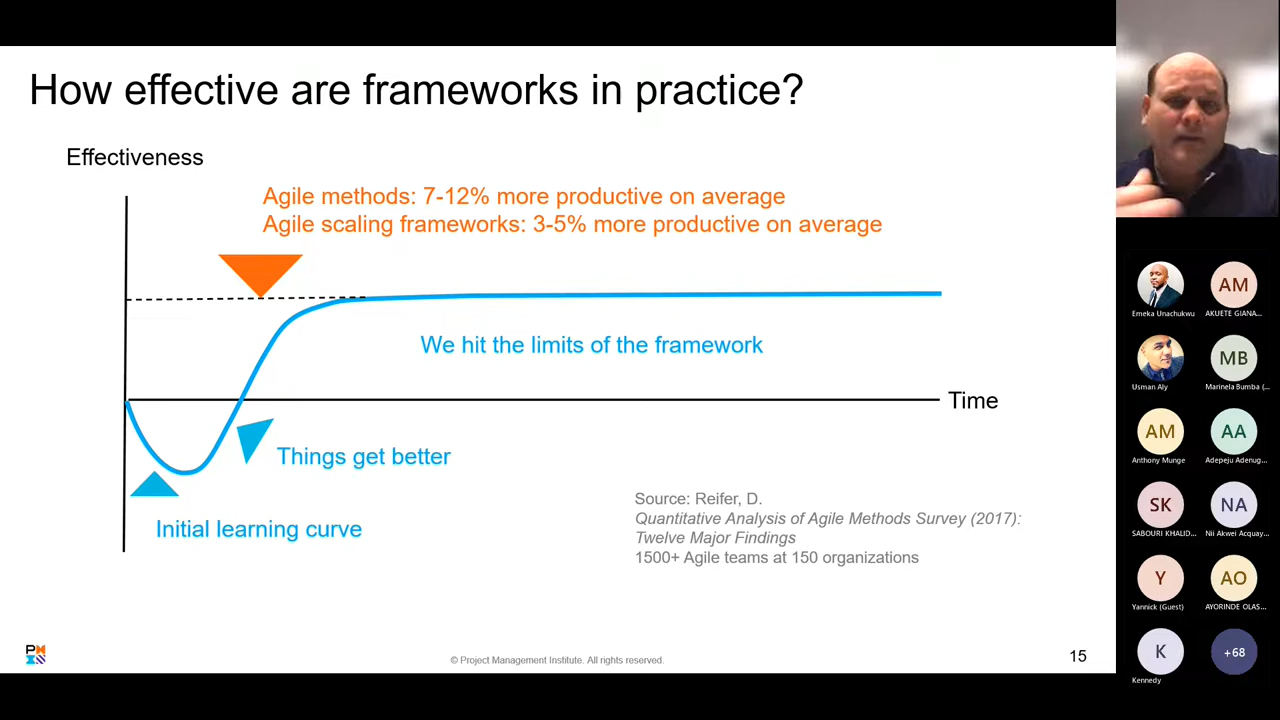 How effective are frameworks in practice?
Effectiveness
Agile methods: 7-12% more productive on average
Agile scaling frameworks: 3-5% more productive on average
We hit the limits of the framework
Time
Things get better
Initial learning curve
Source: Reifer, D.
Quantitative Analysis of Agile Methods Survey (2017):
Twelve Major Findings
1500+ Agile teams at 150 organizations
PMI
© Project Management Institute. All rights reserved.
15
Emeka Unachukwu
AM
AKUETE GIANA...
Usman Aly
MB
Marinela Bumba (...
AM
Anthony Munge
AA
Adepeju Adenug...
SK
SABOURI KHALID...
NA
Nii Akwei Acquay...
Y
Yannick (Guest)
AO
AYORINDE OLAS...
K
Kennedy
+68